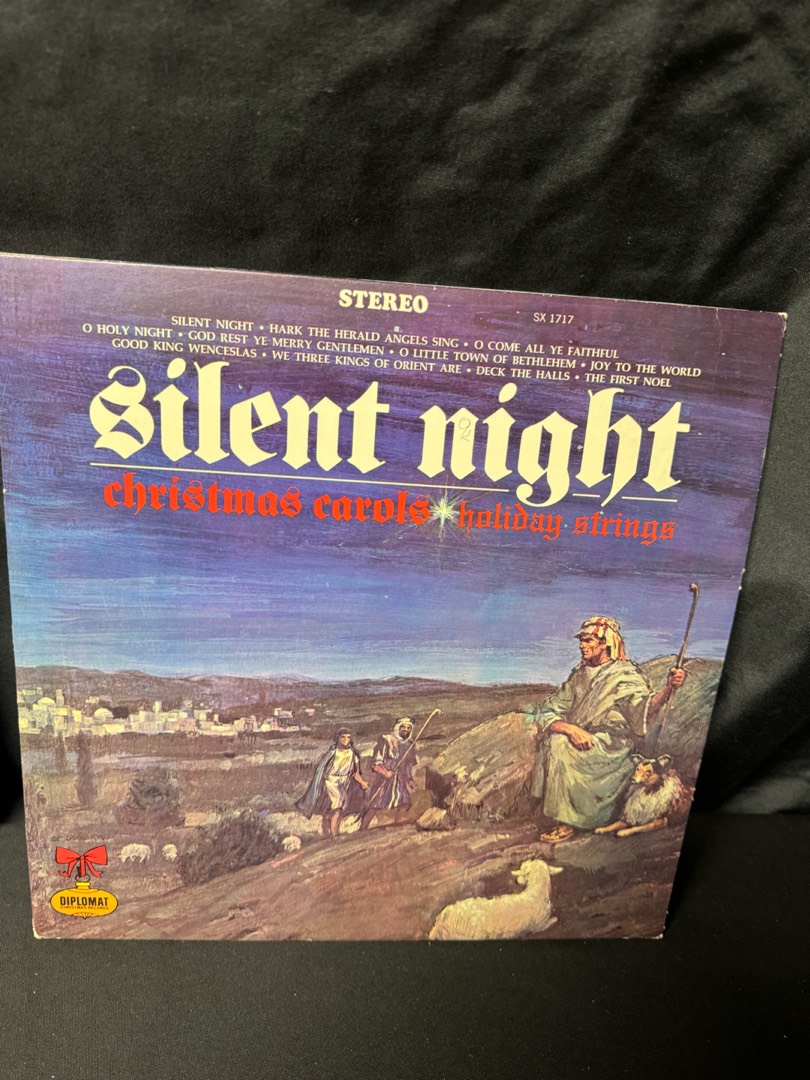 STEREO
SX 1717
SILENT NIGHT • HARK THE HERALD ANGELS SING • O COME ALL YE FAITHFUL
O HOLY NIGHT • GOD REST YE MERRY GENTLEMEN • O LITTLE TOWN OF BETHLEHEM • JOY TO THE WORLD
GOOD KING WENCESLAS • WE THREE KINGS OF ORIENT ARE • DECK THE HALLS • THE FIRST NOEL
silent night
christmas carols holiday strings
DIPLOMAT
CHRISTMAS RECORDS